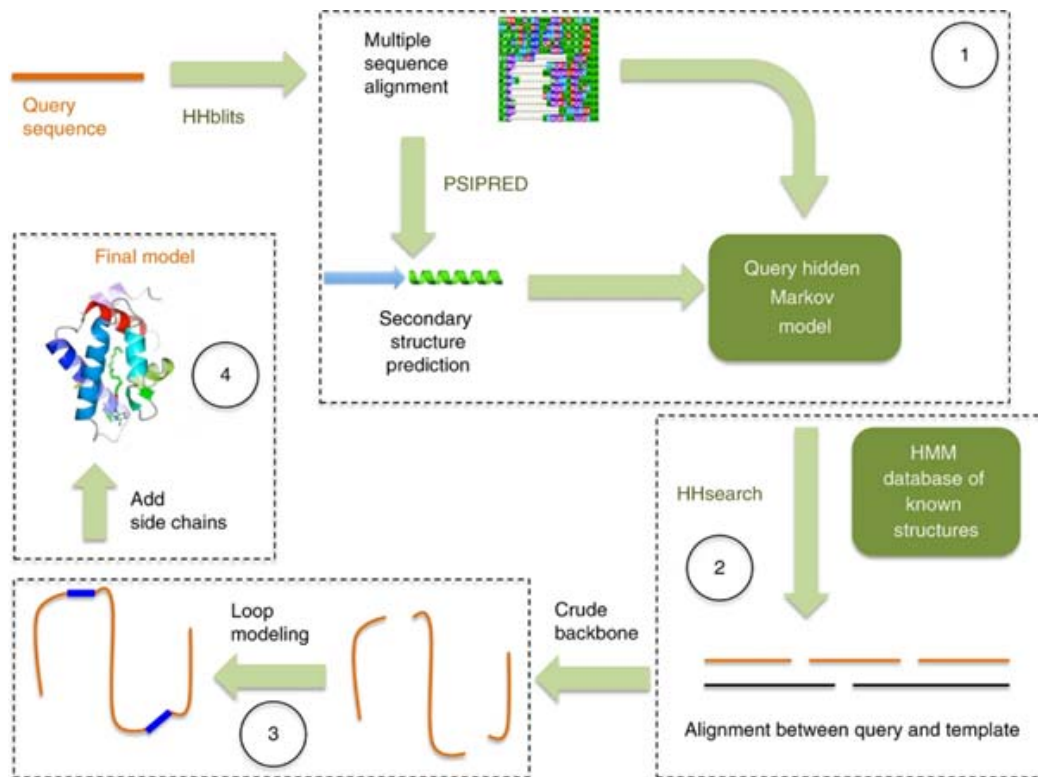 Query
sequence
HHblits
Multiple
sequence
alignment
1
PSIPRED
Secondary
structure
prediction
Query hidden
Markov
model
HHsearch
HMM
database of
known
structures
2
Alignment between query and template
Crude
backbone
Loop
modeling
3
Add
side chains
4
Final model